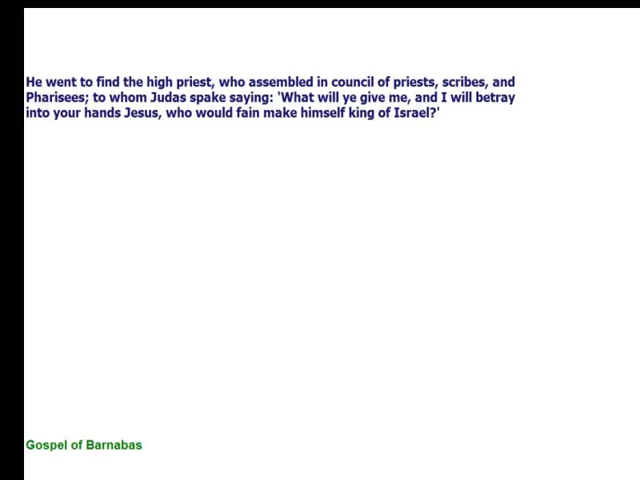 He went to find the high priest, who assembled in council of priests, scribes, and
Pharisees; to whom Judas spake saying: 'What will ye give me, and I will betray
into your hands Jesus, who would fain make himself king of Israel?'
Gospel of Barnabas